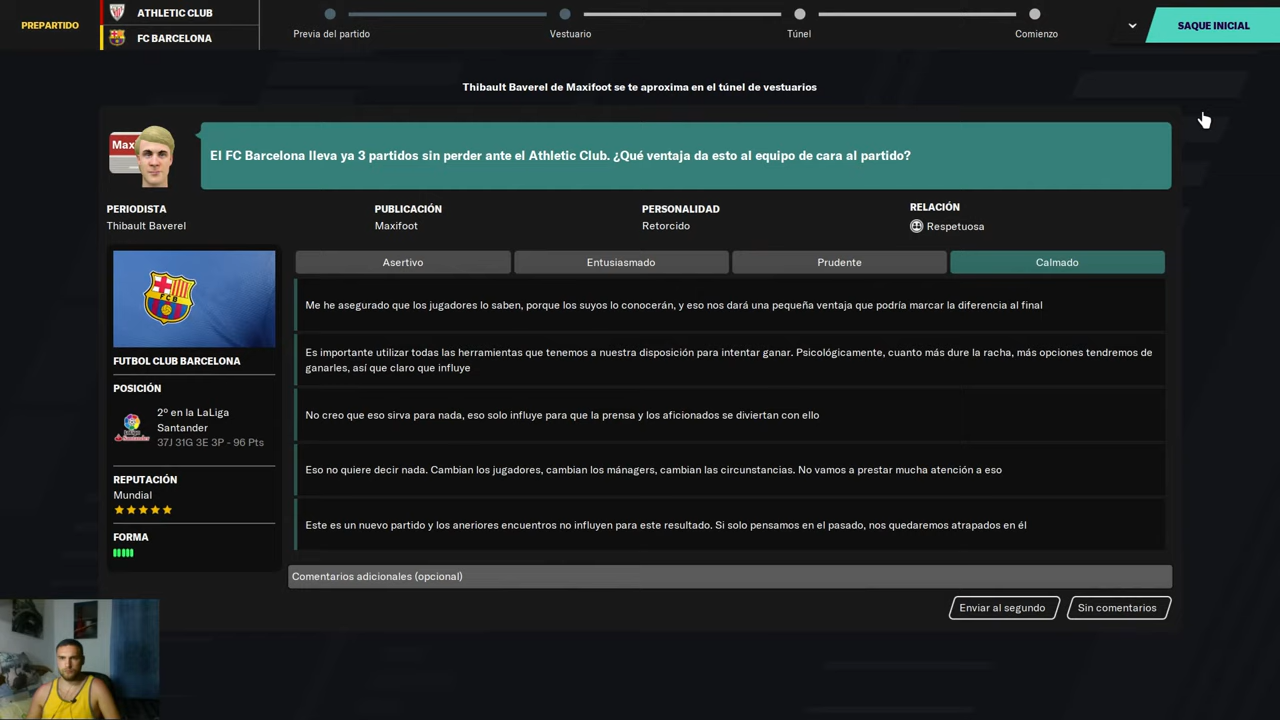 PREPARTIDO
ATHLETIC CLUB
FC BARCELONA
Previa del partido
Vestuario
Túnel
Comienzo
SAQUE INICIAL
Thibault Baverel de Maxifoot se te aproxima en el túnel de vestuarios
Max
El FC Barcelona lleva ya 3 partidos sin perder ante el Athletic Club. ¿Qué ventaja da esto al equipo de cara al partido?
PERIODISTA
Thibault Baverel
PUBLICACIÓN
Maxifoot
PERSONALIDAD
Retorcido
RELACIÓN
Respetuosa
Asertivo
Entusiasmado
Prudente
Calmado
FCB
FUTBOL CLUB BARCELONA
POSICIÓN
2º en la LaLiga
Santander
37J 31G 3E 3P - 96 Pts
REPUTACIÓN
Mundial
FORMA
Me he asegurado que los jugadores lo saben, porque los suyos lo conocerán, y eso nos dará una pequeña ventaja que podría marcar la diferencia al final
Es importante utilizar todas las herramientas que tenemos a nuestra disposición para intentar ganar. Psicológicamente, cuanto más dure la racha, más opciones tendremos de
ganarles, así que claro que influye
No creo que eso sirva para nada, eso solo influye para que la prensa y los aficionados se diviertan con ello
Eso no quiere decir nada. Cambian los jugadores, cambian los mánagers, cambian las circunstancias. No vamos a prestar mucha atención a eso
Este es un nuevo partido y los aneriores encuentros no influyen para este resultado. Si solo pensamos en el pasado, nos quedaremos atrapados en él
Comentarios adicionales (opcional)
Enviar al segundo
Sin comentarios